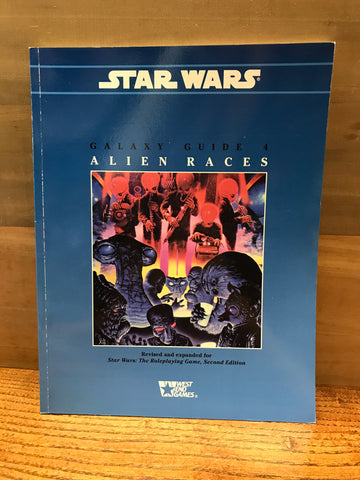 STAR WARS®
GALAXY GUIDE 4
ALIEN RACES
Revised and expanded for
Star Wars: The Roleplaying Game, Second Edition
WEST
END
GAMES®